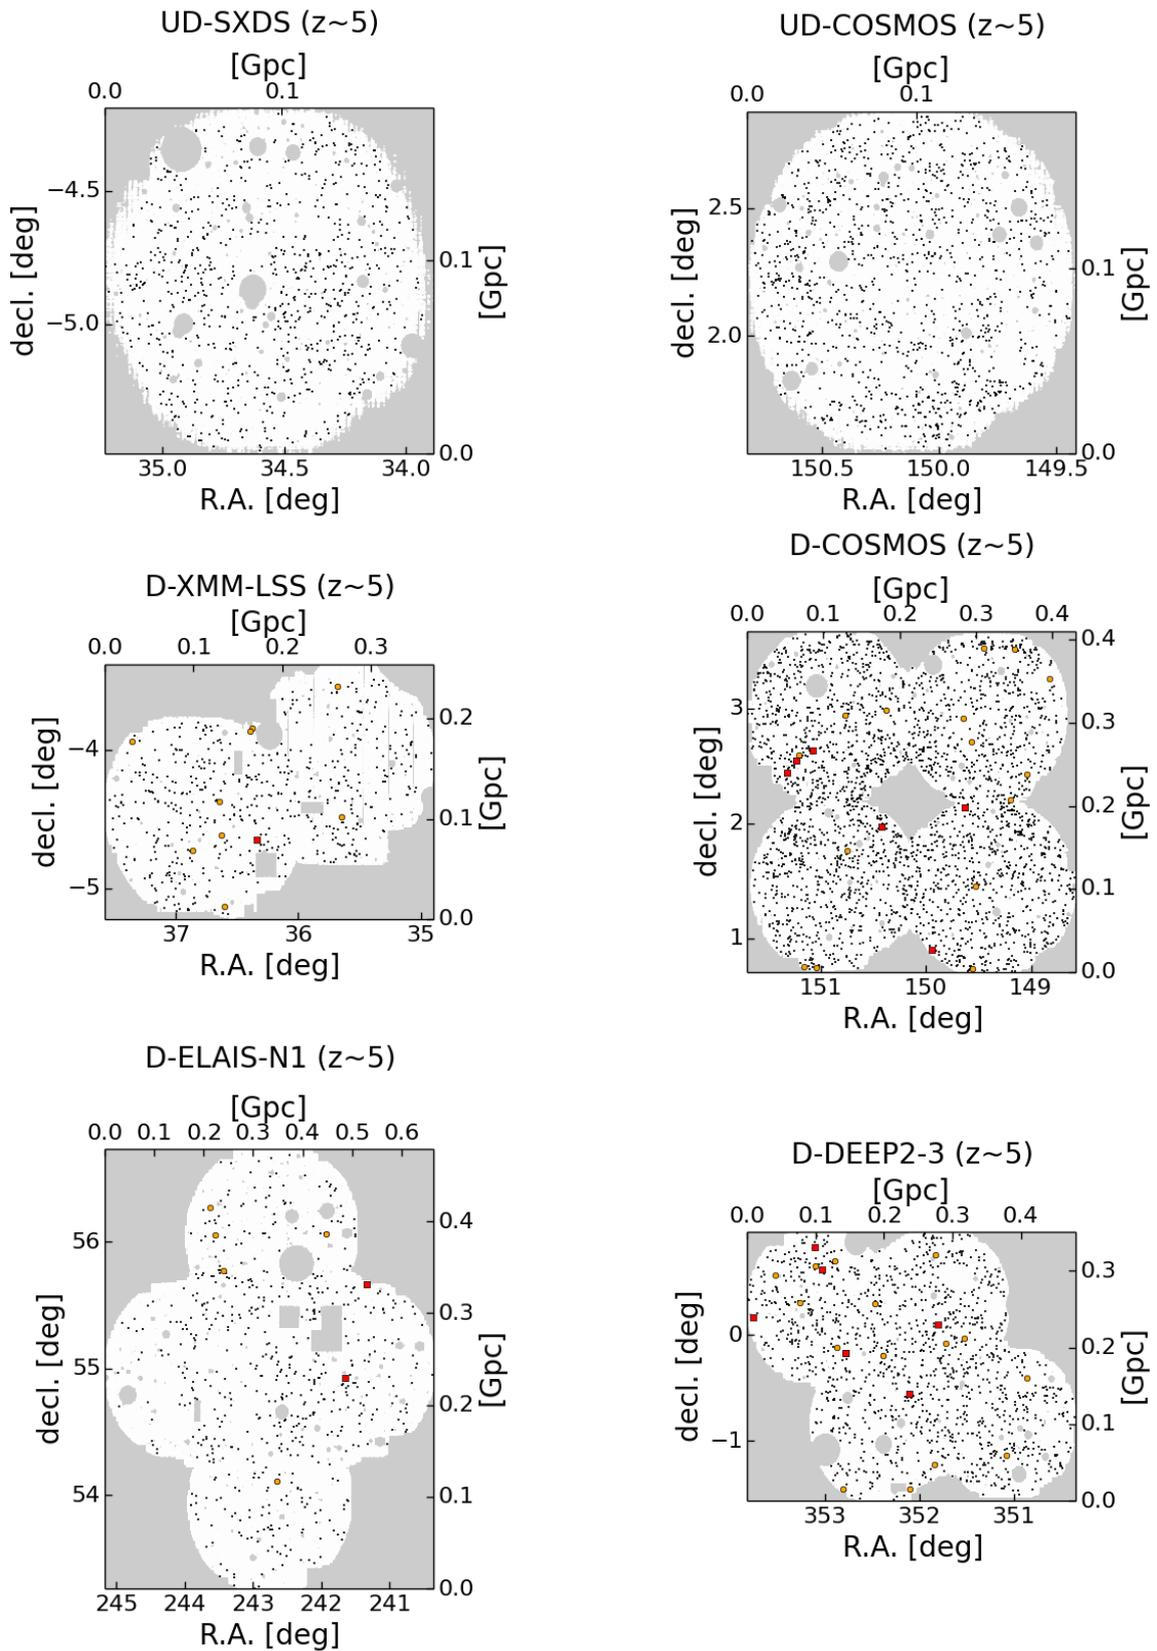 UD-SXDS (z~5)
[Gpc]
0.0 0.1
−4.5
−5.0
decl. [deg]
0.1
0.0
[Gpc]
35.0 34.5 34.0
R.A. [deg]
UD-COSMOS (z~5)
[Gpc]
0.0 0.1
2.5
2.0
decl. [deg]
0.1
0.0
[Gpc]
150.5 150.0 149.5
R.A. [deg]
D-XMM-LSS (z~5)
[Gpc]
0.0 0.1 0.2 0.3
−4
−5
decl. [deg]
0.2
0.1
0.0
[Gpc]
37 36 35
R.A. [deg]
D-COSMOS (z~5)
[Gpc]
0.0 0.1 0.2 0.3 0.4
3
2
1
decl. [deg]
0.4
0.3
0.2
0.1
0.0
[Gpc]
151 150 149
R.A. [deg]
D-ELAIS-N1 (z~5)
[Gpc]
0.0 0.1 0.2 0.3 0.4 0.5 0.6
56
55
54
decl. [deg]
0.4
0.3
0.2
0.1
0.0
[Gpc]
245 244 243 242 241
R.A. [deg]
D-DEEP2-3 (z~5)
[Gpc]
0.0 0.1 0.2 0.3 0.4
0
−1
decl. [deg]
0.3
0.2
0.1
0.0
[Gpc]
353 352 351
R.A. [deg]